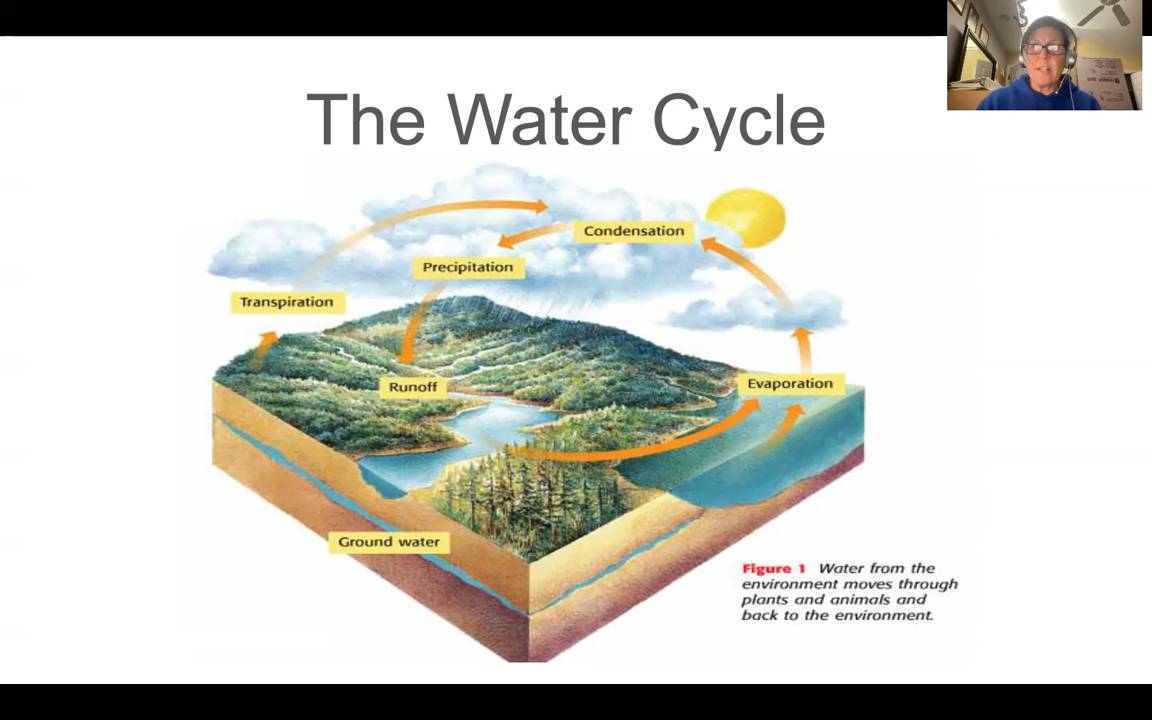 The Water Cycle
Condensation
Precipitation
Transpiration
Evaporation
Runoff
Ground water
Figure 1 Water from the
environment moves through
plants and animals and
back to the environment.